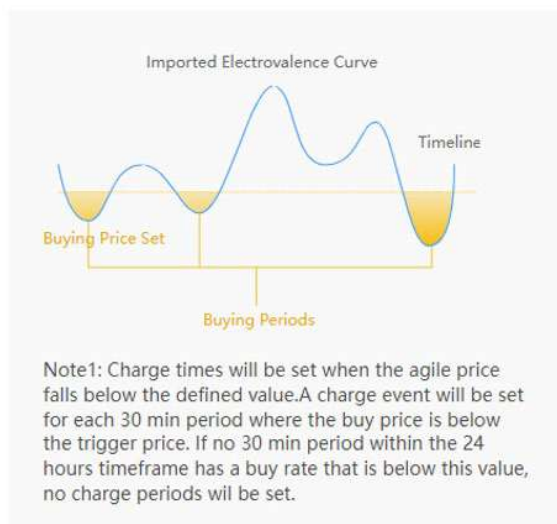 Imported Electrovalence Curve
Timeline
Buying Price Set
Buying Periods
Note1: Charge times will be set when the agile price
falls below the defined value.A charge event will be set
for each 30 min period where the buy price is below
the trigger price. If no 30 min period within the 24
hours timeframe has a buy rate that is below this value,
no charge periods wil be set.